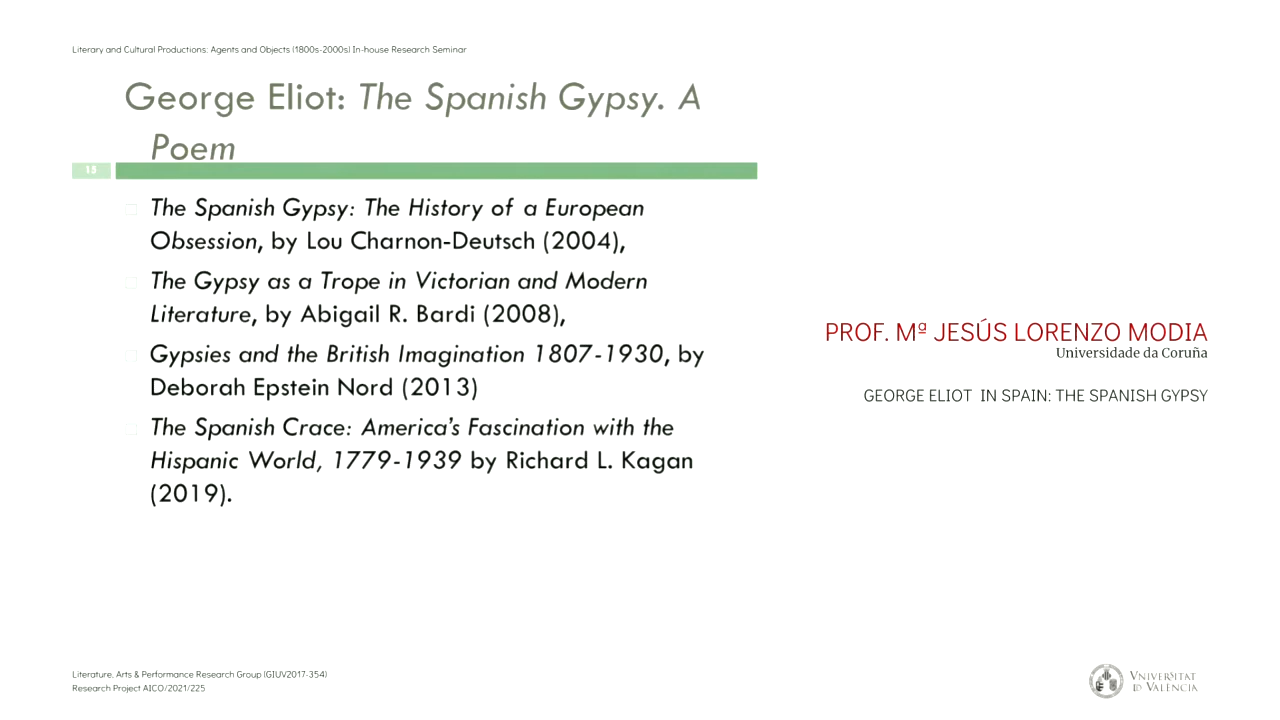 Literary and Cultural Productions: Agents and Objects (1800s-2000s) In-house Research Seminar
George Eliot: The Spanish Gypsy. A
Poem
15
The Spanish Gypsy: The History of a European
Obsession, by Lou Charnon-Deutsch (2004),
The Gypsy as a Trope in Victorian and Modern
Literature, by Abigail R. Bardi (2008),
Gypsies and the British Imagination 1807-1930, by
Deborah Epstein Nord (2013)
The Spanish Crace: America's Fascination with the
Hispanic World, 1779-1939 by Richard L. Kagan
(2019).
PROF. Mª JESÚS LORENZO MODIA
Universidade da Coruña
GEORGE ELIOT IN SPAIN: THE SPANISH GYPSY
Literature, Arts & Performance Research Group (GIUV2017-354)
Research Project AICO/2021/225
VNIVERSITAT
ID VALÈNCIA